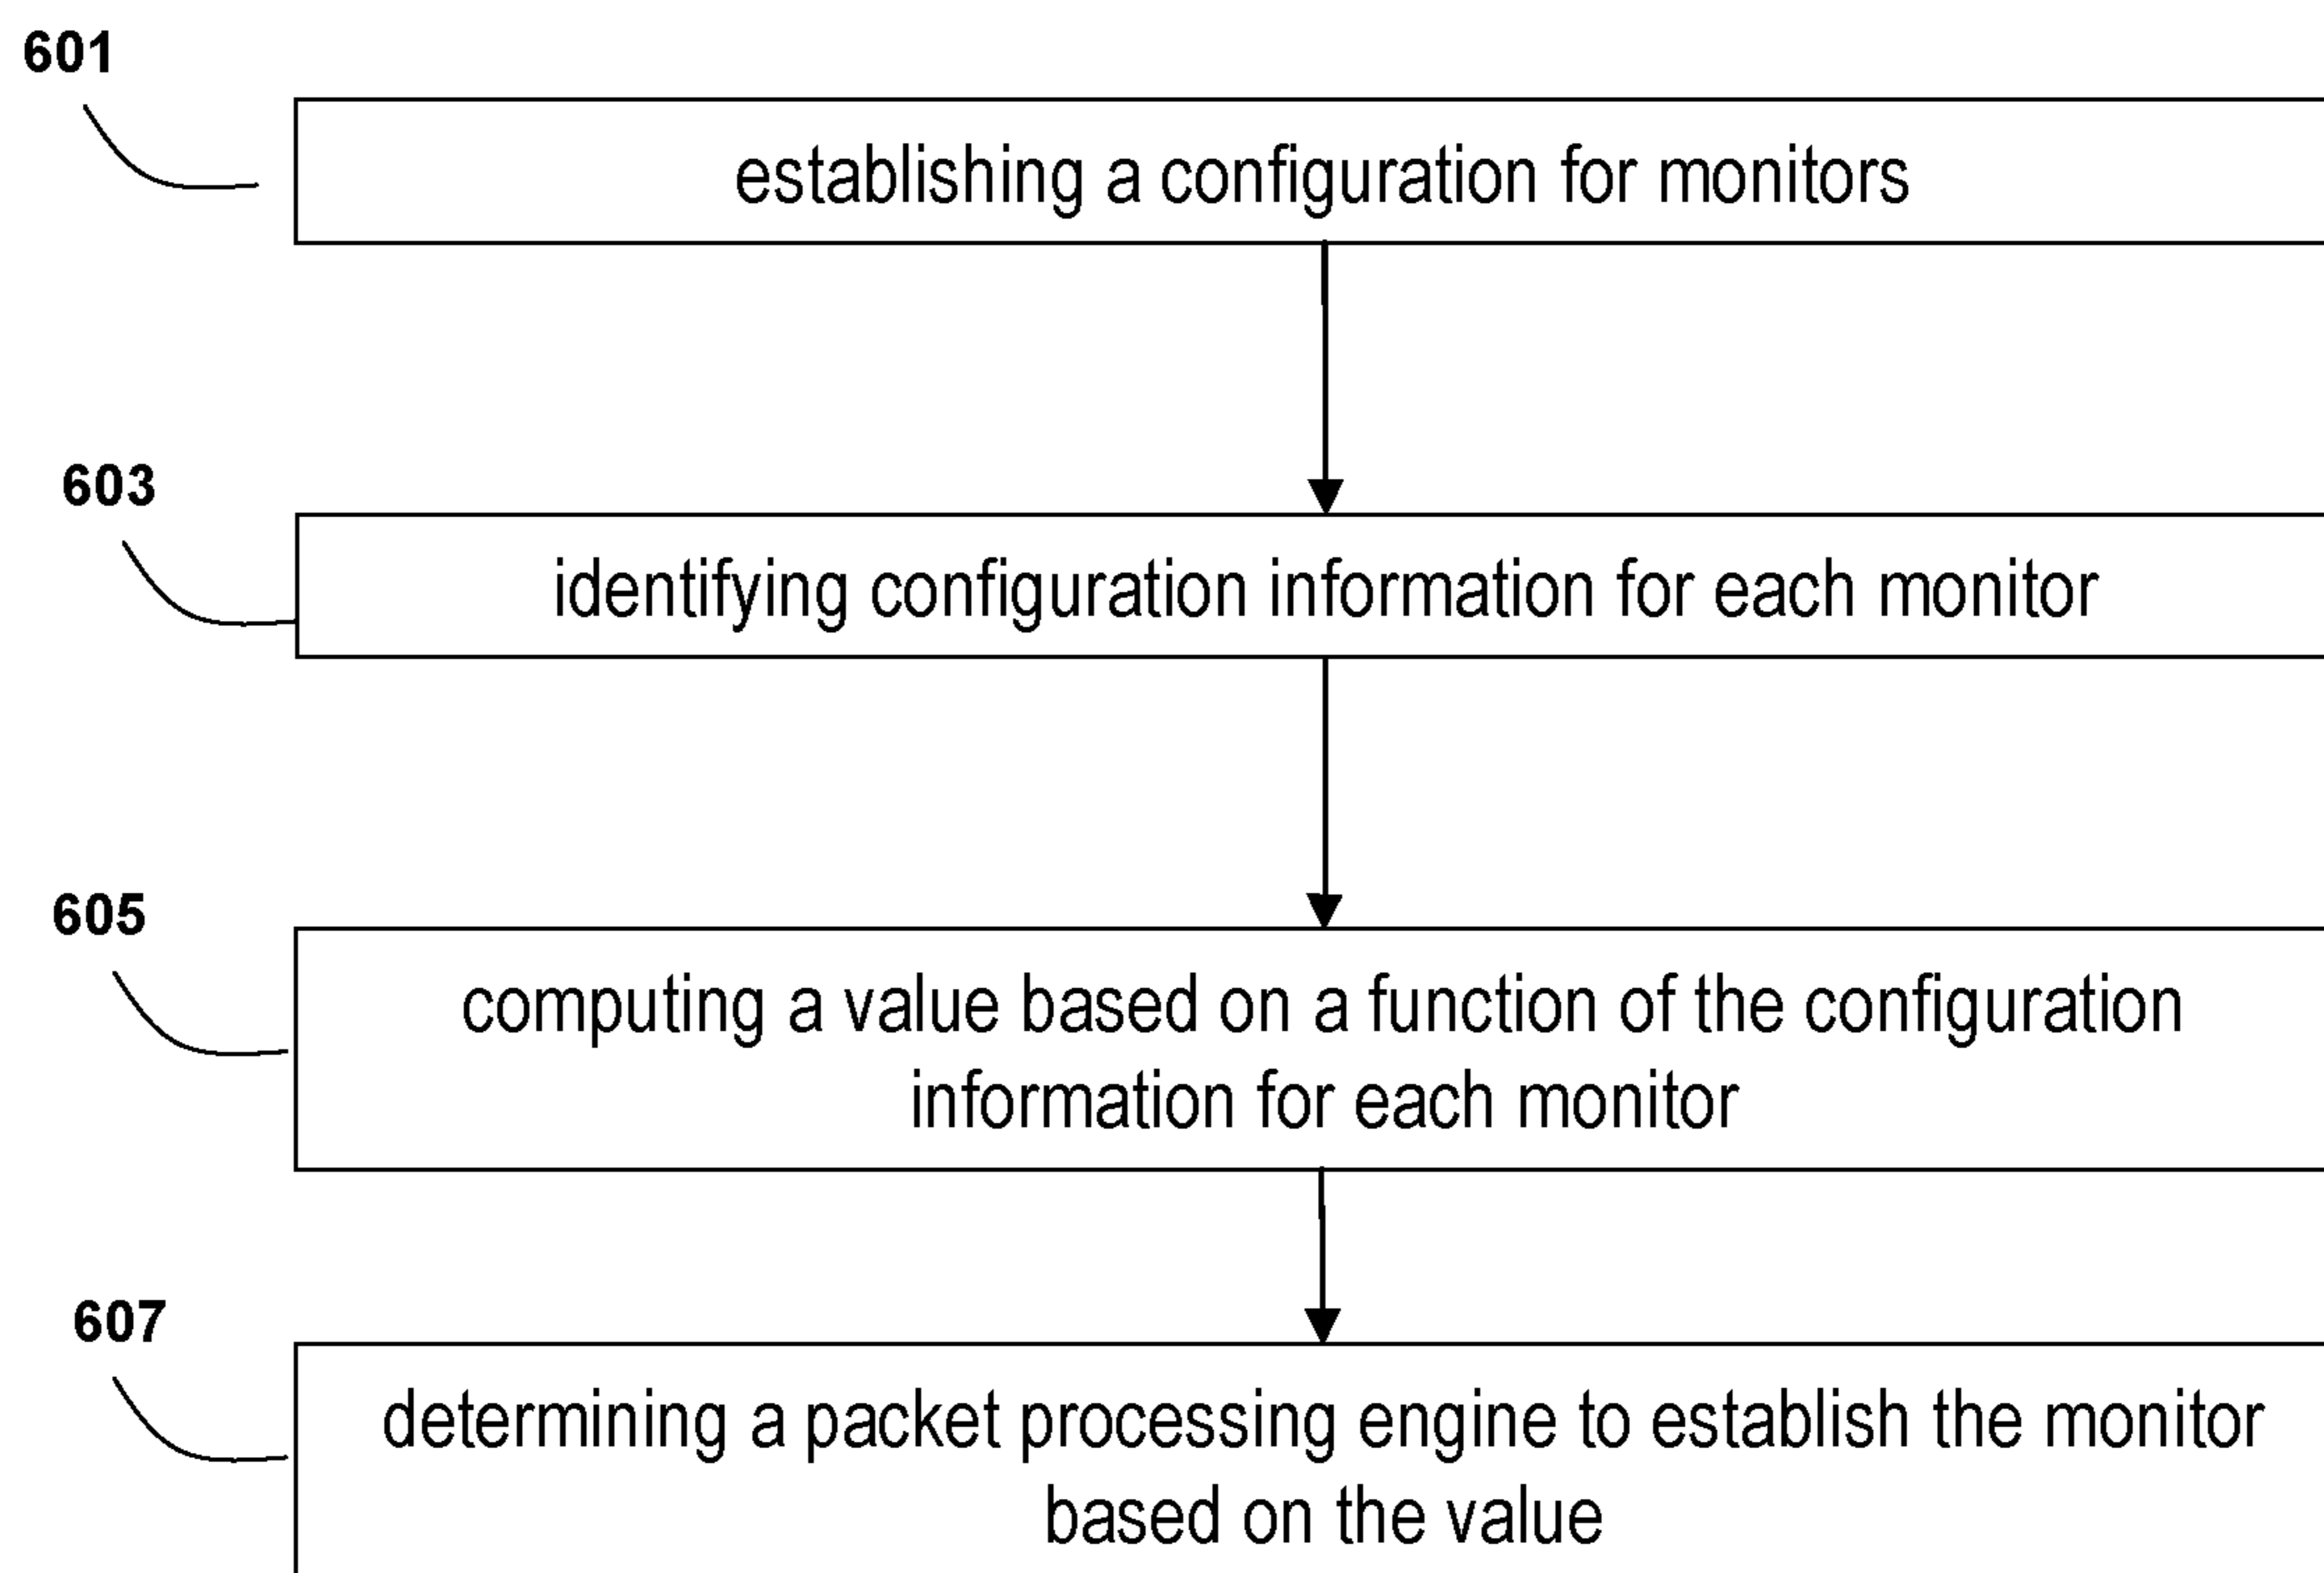 601
establishing a configuration for monitors
603
identifying configuration information for each monitor
605
computing a value based on a function of the configuration
information for each monitor
607
determining a packet processing engine to establish the monitor
based on the value